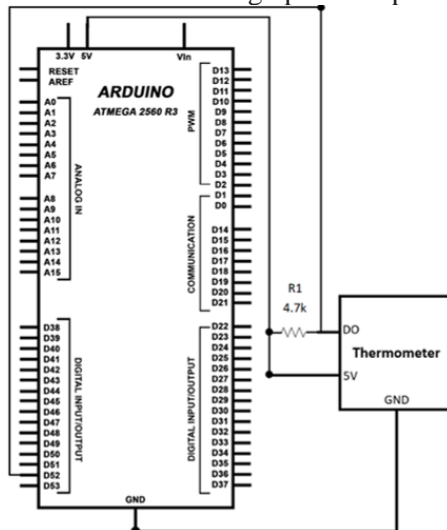 3.3V 5V Vin
RESET
AREF
ARDUINO
ATMEGA 2560 R3
A0
A1
A2
A3
A4
A5
A6
A7
ANALOG IN
A8
A9
A10
A11
A12
A13
A14
A15
D38
D39
D40
D41
D42
D43
D44
D45
D46
D47
D48
D49
D50
D51
D52
D53
DIGITAL INPUT/OUTPUT
D13
D12
D11
D10
D9
D8
D7
D6
D5
D4
D3
D2
PWM
D1
D0
D14
D15
D16
D17
D18
D19
D20
D21
COMMUNICATION
D22
D23
D24
D25
D26
D27
D28
D29
D30
D31
D32
D33
D34
D35
D36
D37
DIGITAL INPUT/OUTPUT
GND
R1
4.7k
DO
Thermometer
5V
GND